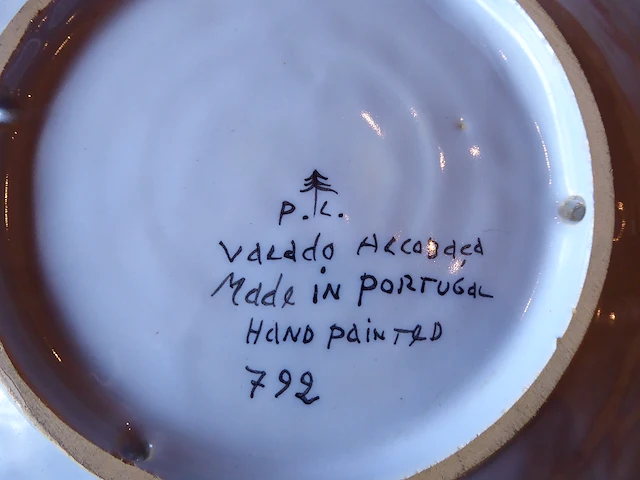 P.L.
Valado Alcobaça
Made in PORTUGAL
HAND PAINTED
792